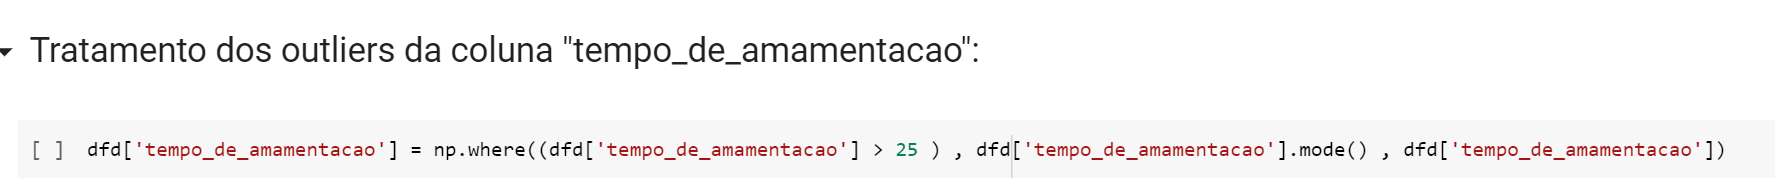 Tratamento dos outliers da coluna "tempo_de_amamentacao":
[ ] dfd['tempo_de_amamentacao'] = np.where((dfd['tempo_de_amamentacao'] > 25 ) , dfd['tempo_de_amamentacao'].mode() , dfd['tempo_de_amamentacao'])